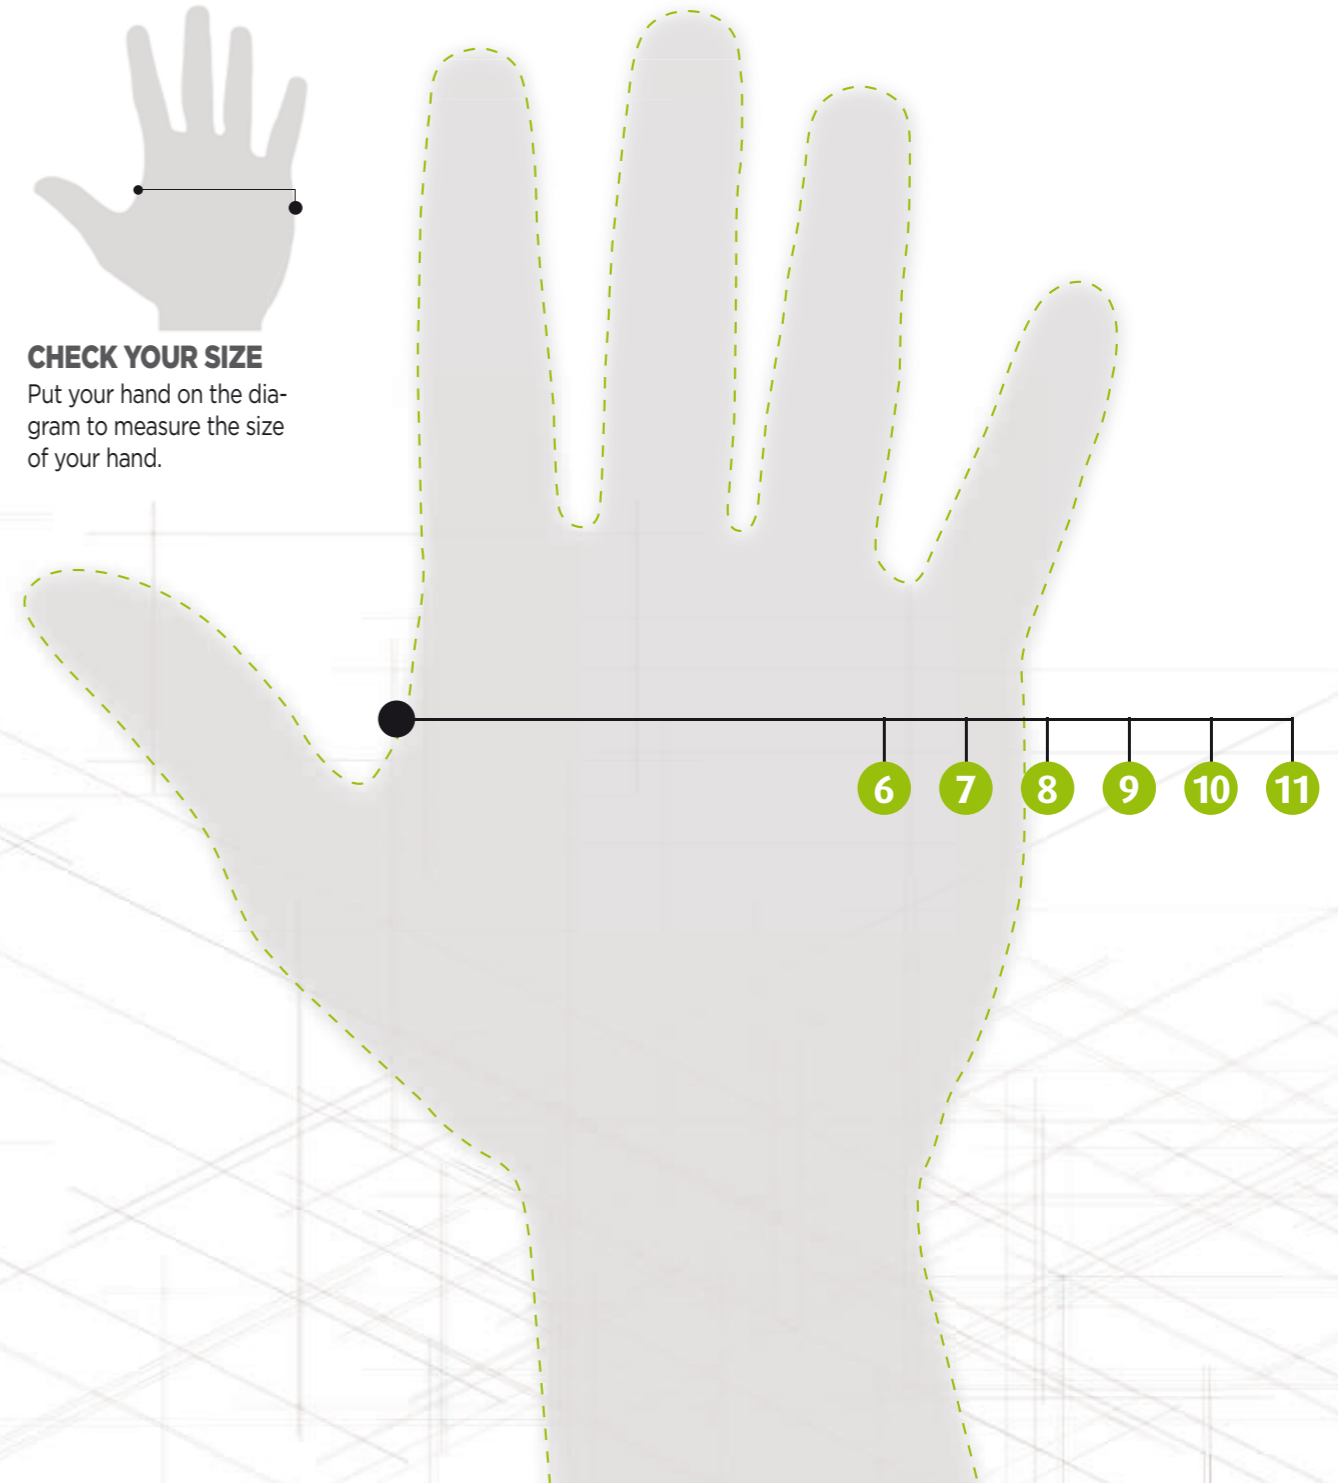 CHECK YOUR SIZE
Put your hand on the dia-
gram to measure the size
of your hand.
6 7 8 9 10 11